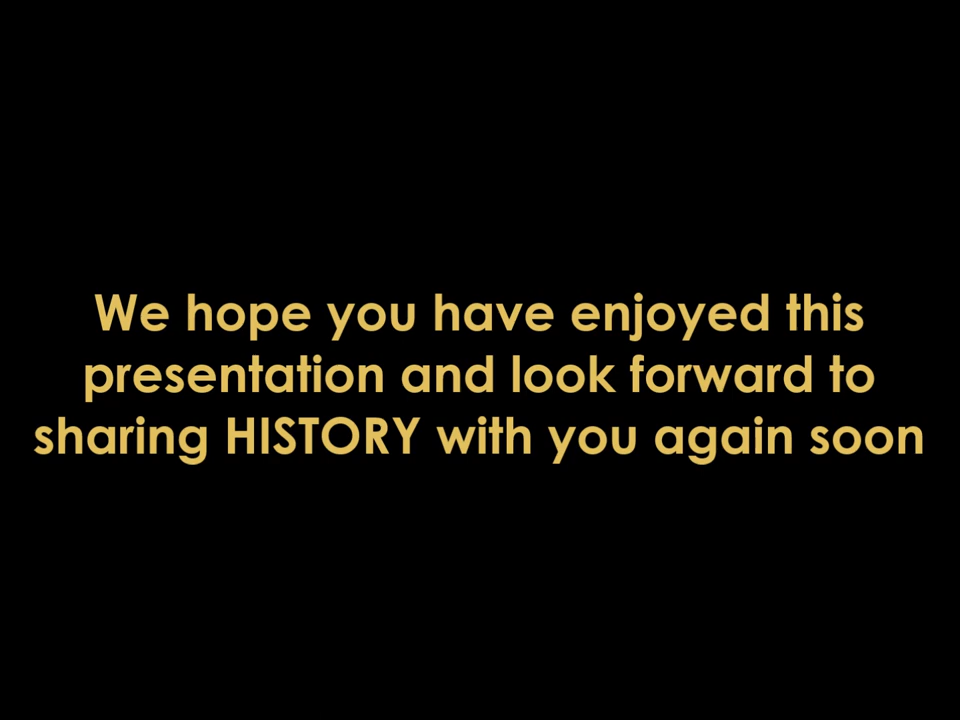 We hope you have enjoyed this
presentation and look forward to
sharing HISTORY with you again soon